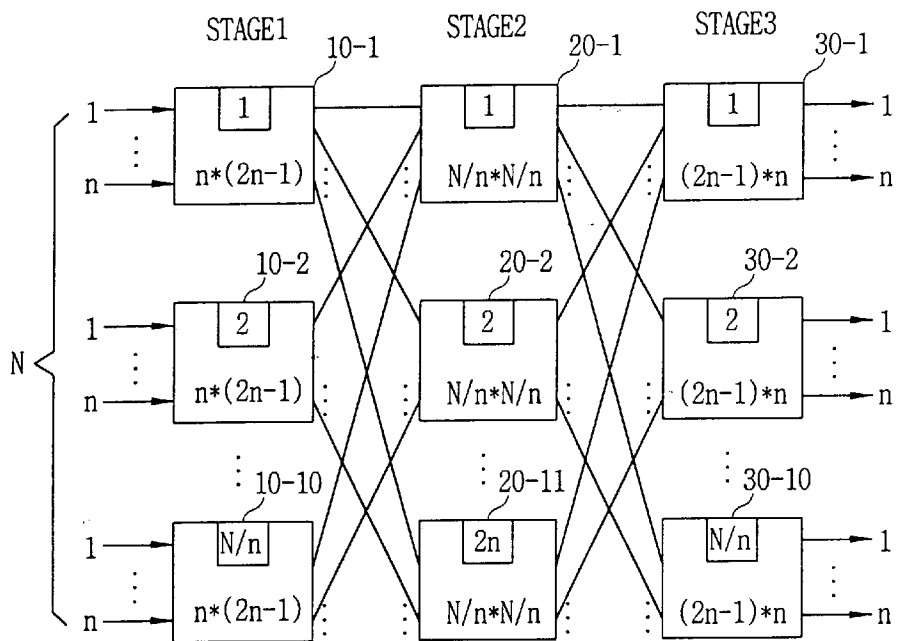 STAGE1 STAGE2 STAGE3
10-1 20-1 30-1
1 1 1 1 1
n n*(2n-1) N/n*N/n (2n-1)*n n
10-2 20-2 30-2
1 2 2 2 1
N
n n*(2n-1) N/n*N/n (2n-1)*n n
10-10 20-11 30-10
1 N/n 2n N/n 1
n n*(2n-1) N/n*N/n (2n-1)*n n